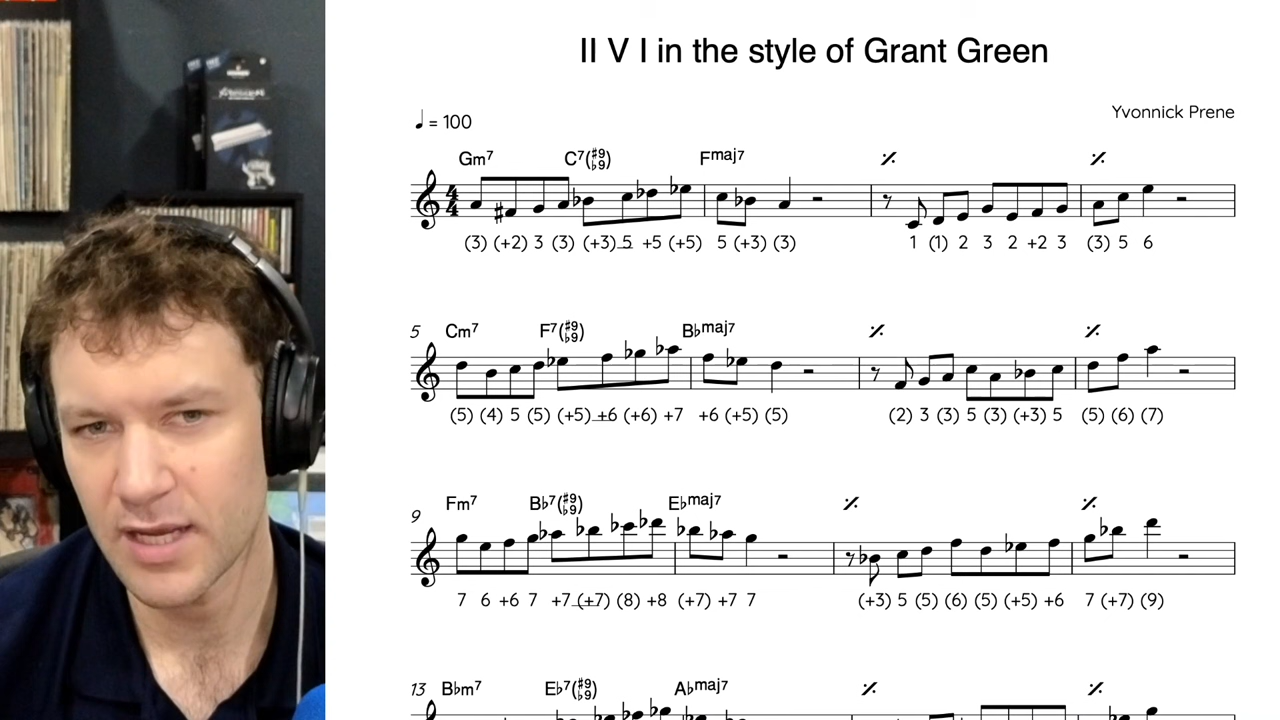 II V I in the style of Grant Green
Yvonnick Prene
♩ = 100
Gm7 C7(♯9 ♭9) Fmaj7 𝄎 𝄎
4 4
(3) (+2) 3 (3) (+3) 5 +5 (+5) 5 (+3) (3) 1 (1) 2 3 2 +2 3 (3) 5 6
5 Cm7 F7(♯9 ♭9) B♭maj7 𝄎 𝄎
(5) (4) 5 (5) (+5) +6 (+6) +7 +6 (+5) (5) (2) 3 (3) 5 (3) (+3) 5 (5) (6) (7)
9 Fm7 B♭7(♯9 ♭9) E♭maj7 𝄎 𝄎
7 6 +6 7 +7 (+7) (8) +8 (+7) +7 7 (+3) 5 (5) (6) (5) (+5) +6 7 (+7) (9)
13 B♭m7 E♭7(♯9 ♭9) A♭maj7 𝄎 𝄎